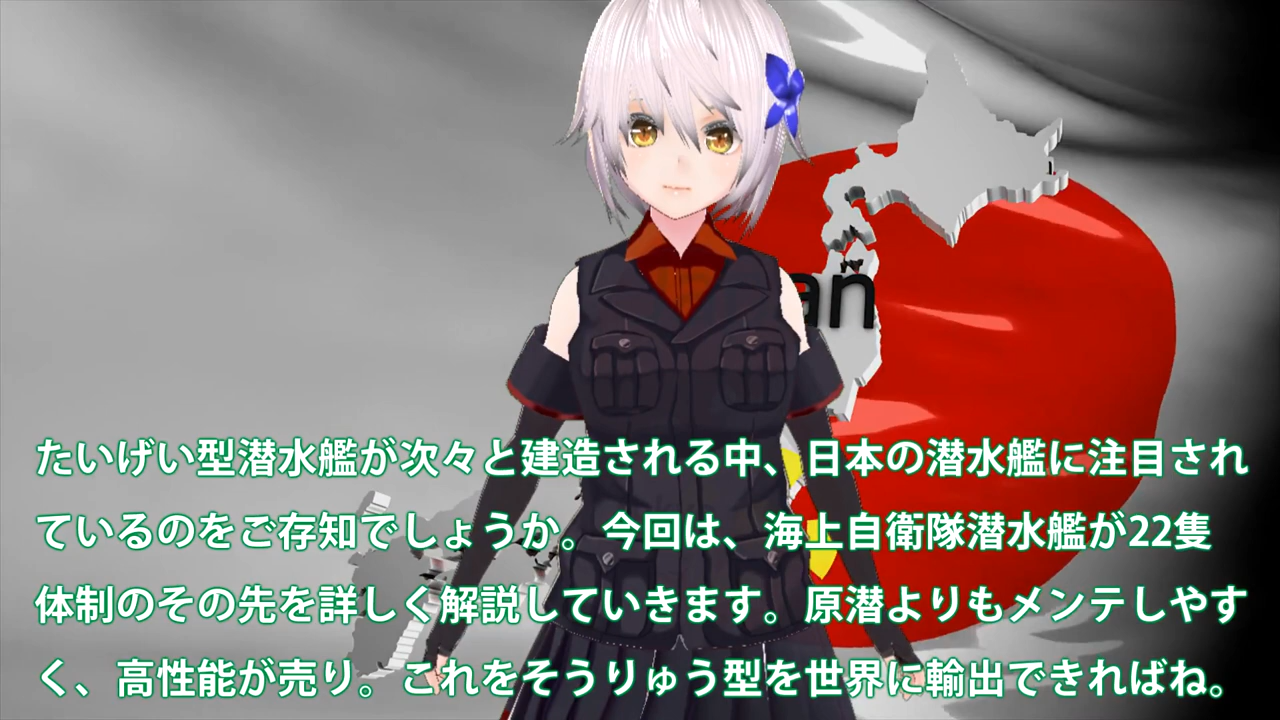 an
たいげい型潜水艦が次々と建造される中、日本の潜水艦に注目され
ているのをご存知でしょうか。今回は、海上自衛隊潜水艦が22隻
体制のその先を詳しく解説していきます。原潜よりもメンテしやす
く、高性能が売り。これをそうりゅう型を世界に輸出できればね。